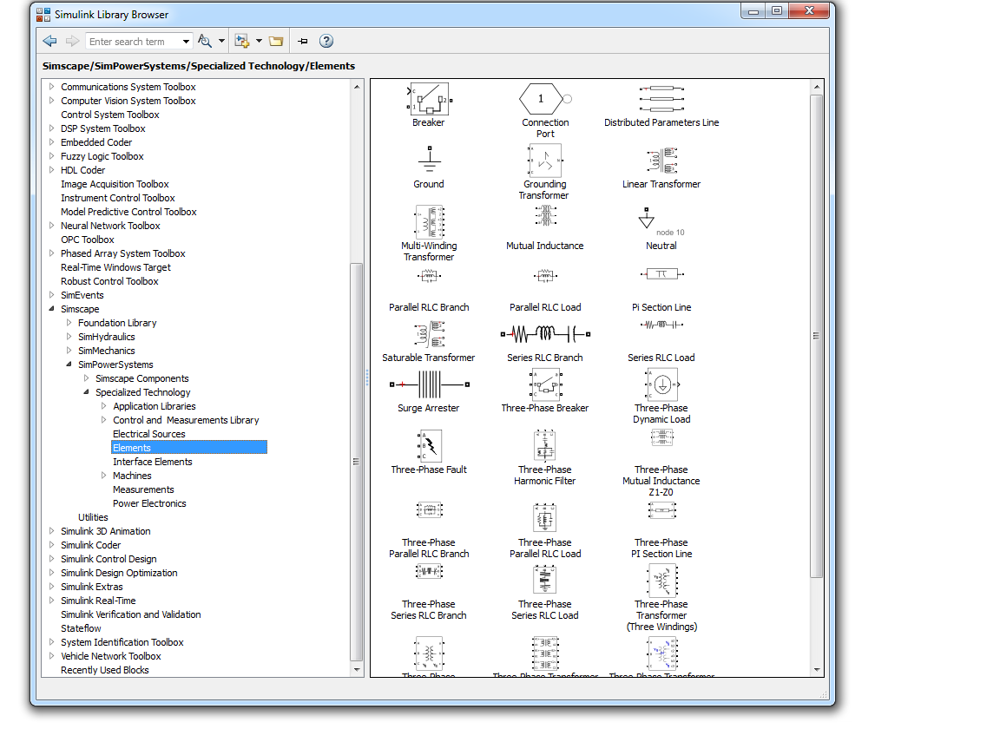 Simulink Library Browser
Enter search term
Simscape/SimPowerSystems/Specialized Technology/Elements
Communications System Toolbox
Computer Vision System Toolbox
Control System Toolbox
DSP System Toolbox
Embedded Coder
Fuzzy Logic Toolbox
HDL Coder
Image Acquisition Toolbox
Instrument Control Toolbox
Model Predictive Control Toolbox
Neural Network Toolbox
OPC Toolbox
Phased Array System Toolbox
Real-Time Windows Target
Robust Control Toolbox
SimEvents
Simscape
Foundation Library
SimHydraulics
SimMechanics
SimPowerSystems
Simscape Components
Specialized Technology
Application Libraries
Control and Measurements Library
Electrical Sources
Elements
Interface Elements
Machines
Measurements
Power Electronics
Utilities
Simulink 3D Animation
Simulink Coder
Simulink Control Design
Simulink Design Optimization
Simulink Extras
Simulink Real-Time
Simulink Verification and Validation
Stateflow
System Identification Toolbox
Vehicle Network Toolbox
Recently Used Blocks
c
1 2
Breaker
1
Connection
Port
Distributed Parameters Line
Ground
Grounding
Transformer
Linear Transformer
Multi-Winding
Transformer
Mutual Inductance
node 10
Neutral
Parallel RLC Branch
Parallel RLC Load
Pi Section Line
Saturable Transformer
Series RLC Branch
Series RLC Load
Surge Arrester
Three-Phase Breaker
Three-Phase
Dynamic Load
A
B
C
Three-Phase Fault
Three-Phase
Harmonic Filter
Three-Phase
Mutual Inductance
Z1-Z0
Three-Phase
Parallel RLC Branch
Three-Phase
Parallel RLC Load
Three-Phase
PI Section Line
Three-Phase
Series RLC Branch
Three-Phase
Series RLC Load
Three-Phase
Transformer
(Three Windings)
Three-Phase
Three-Phase Transformer
Three-Phase Transformer